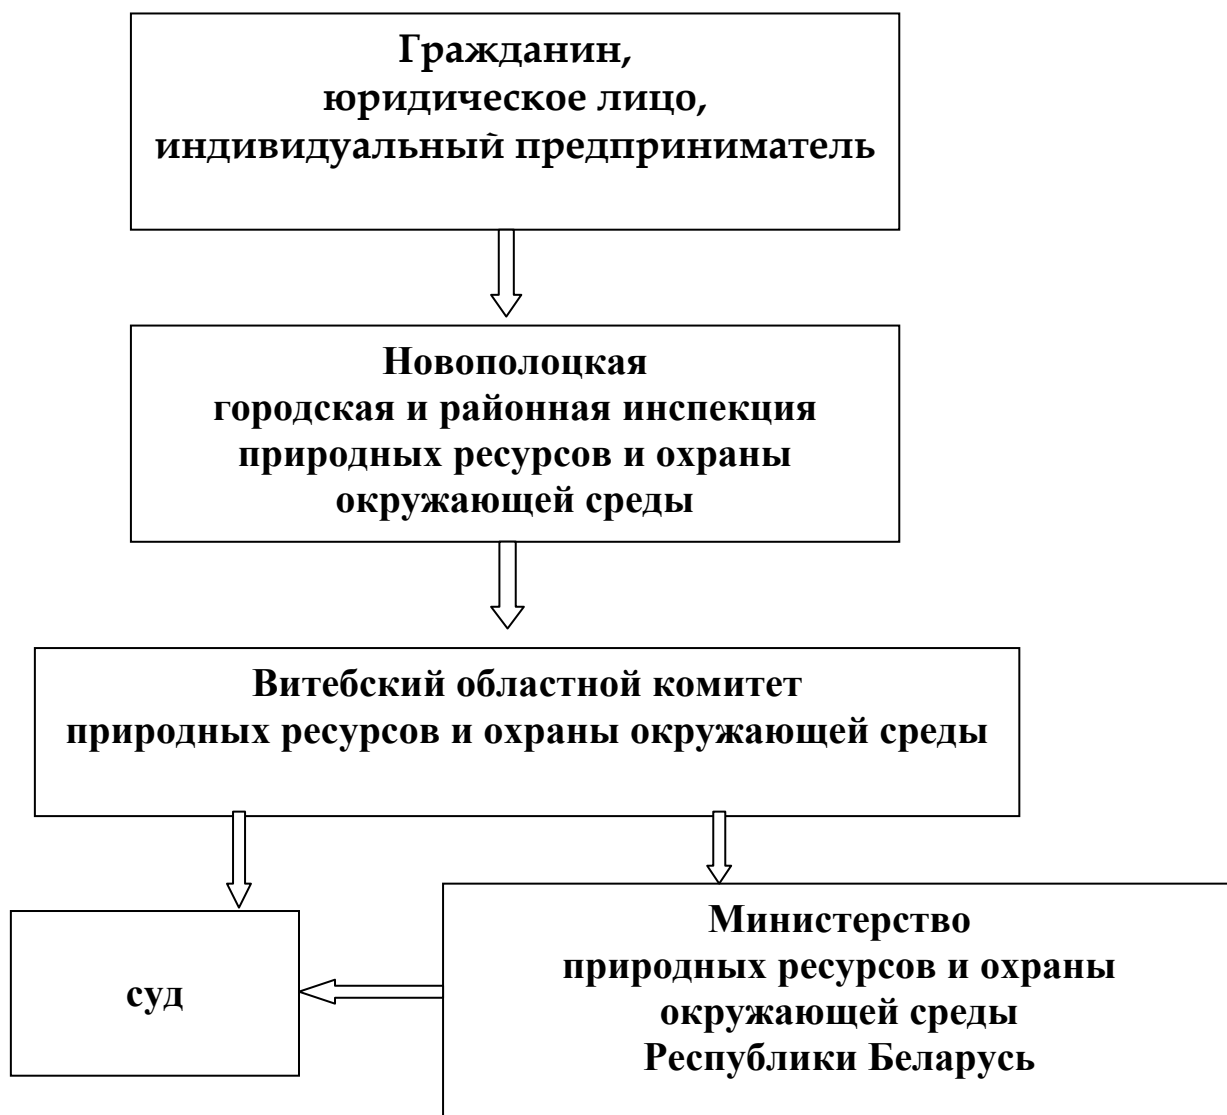 Гражданин,
юридическое лицо,
индивидуальный предприниматель
Новополоцкая
городская и районная инспекция
природных ресурсов и охраны
окружающей среды
Витебский областной комитет
природных ресурсов и охраны окружающей среды
суд
Министерство
природных ресурсов и охраны
окружающей среды
Республики Беларусь